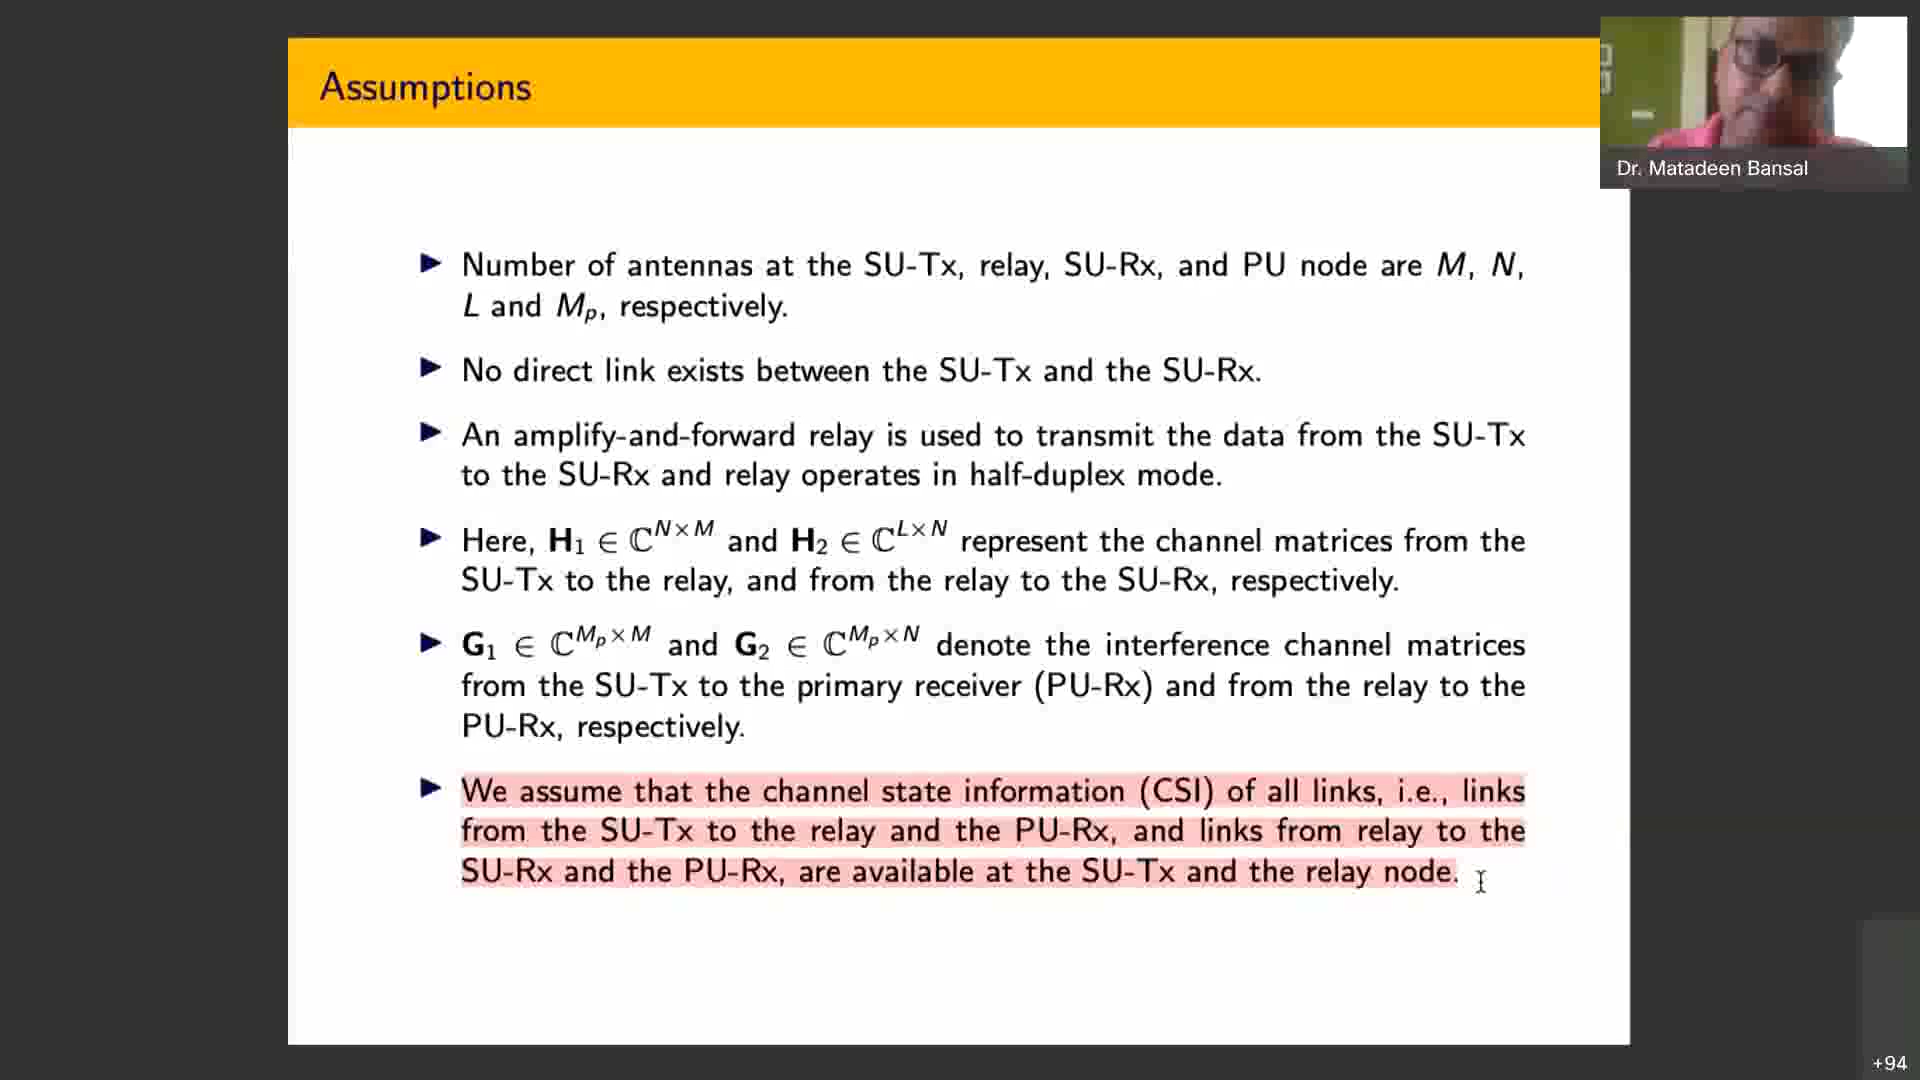 Assumptions
Dr. Matadeen Bansal
▶ Number of antennas at the SU-Tx, relay, SU-Rx, and PU node are M, N,
L and Mₚ, respectively.
▶ No direct link exists between the SU-Tx and the SU-Rx.
▶ An amplify-and-forward relay is used to transmit the data from the SU-Tx
to the SU-Rx and relay operates in half-duplex mode.
▶ Here, H₁ ∈ ℂ^{N×M} and H₂ ∈ ℂ^{L×N} represent the channel matrices from the
SU-Tx to the relay, and from the relay to the SU-Rx, respectively.
▶ G₁ ∈ ℂ^{Mₚ×M} and G₂ ∈ ℂ^{Mₚ×N} denote the interference channel matrices
from the SU-Tx to the primary receiver (PU-Rx) and from the relay to the
PU-Rx, respectively.
▶ We assume that the channel state information (CSI) of all links, i.e., links
from the SU-Tx to the relay and the PU-Rx, and links from relay to the
SU-Rx and the PU-Rx, are available at the SU-Tx and the relay node.
+94